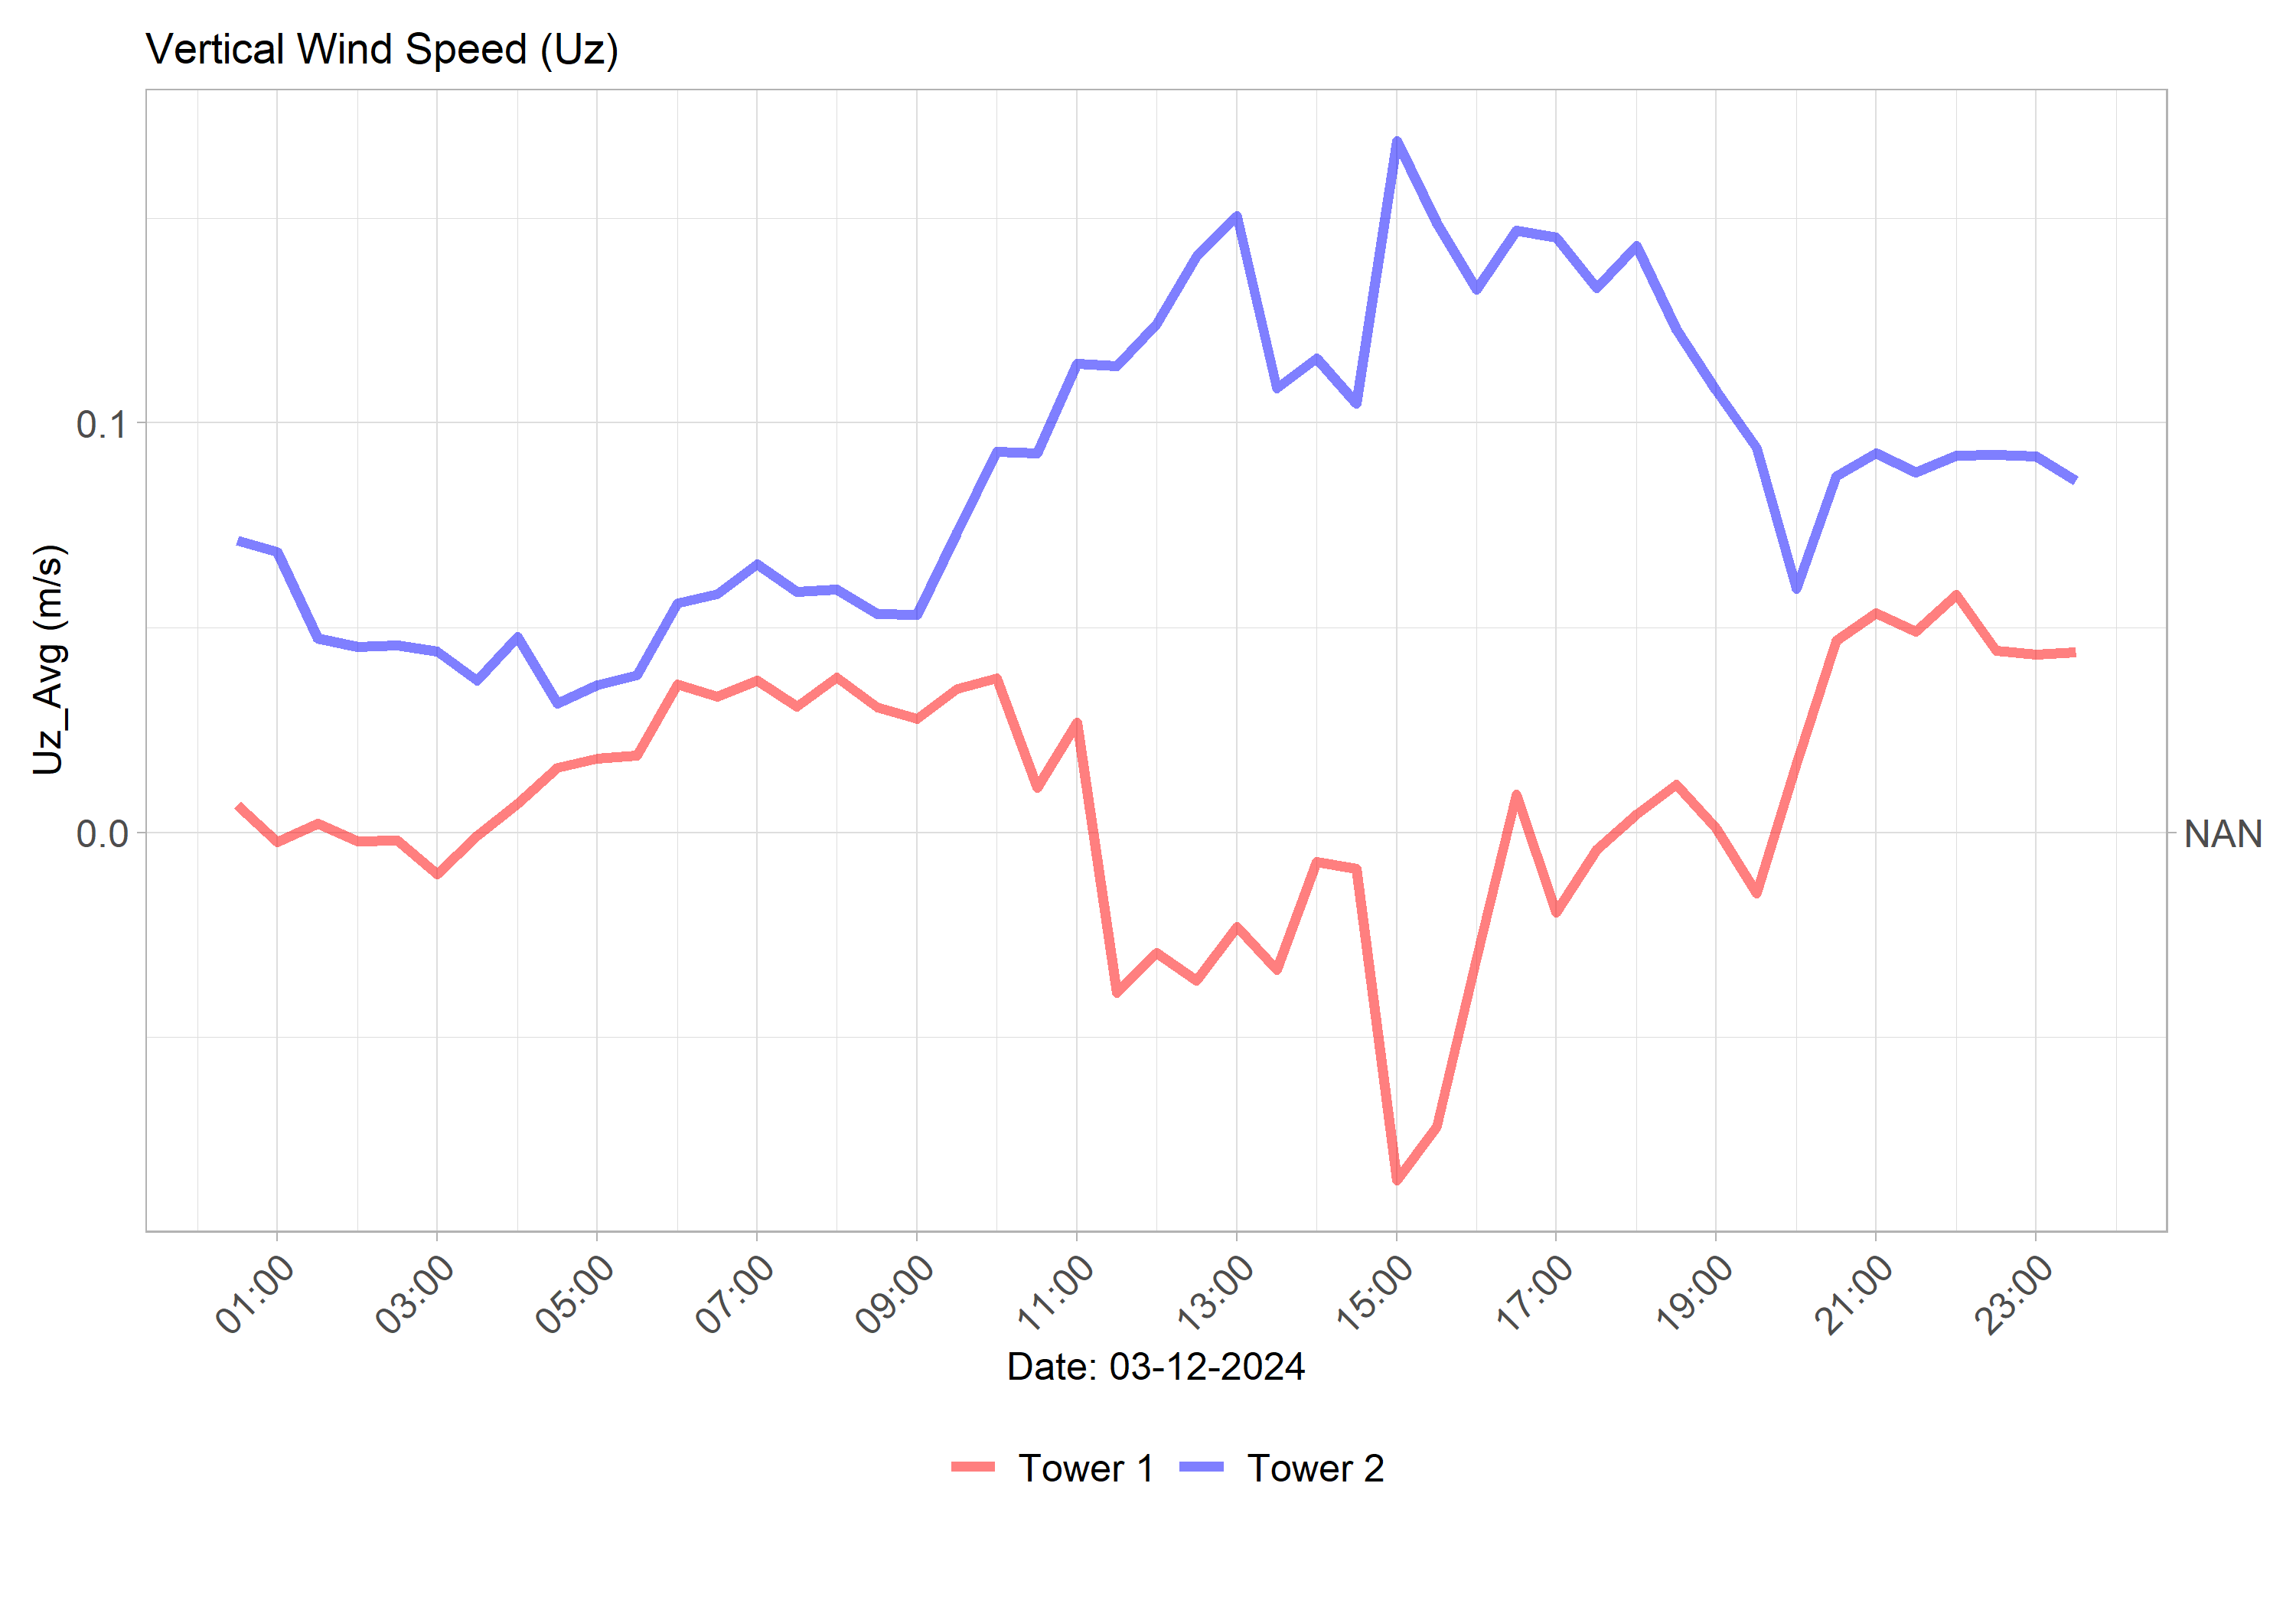 Vertical Wind Speed (Uz)
Uz_Avg (m/s)
0.1
0.0
NAN
01:00 03:00 05:00 07:00 09:00 11:00 13:00 15:00 17:00 19:00 21:00 23:00
Date: 03-12-2024
Tower 1 Tower 2